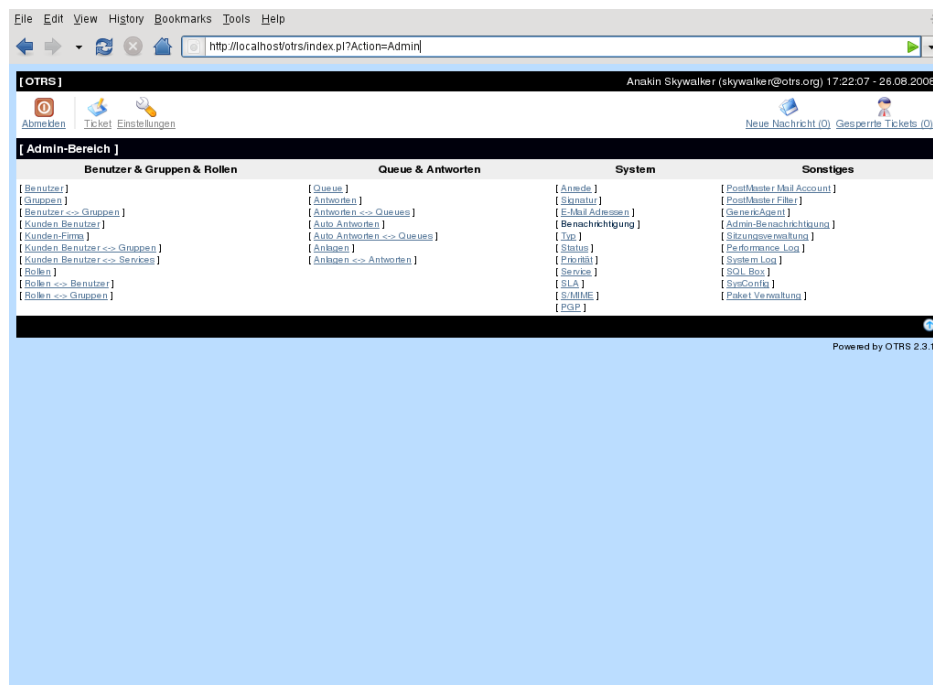 File Edit View History Bookmarks Tools Help
http://localhost/otrs/index.pl?Action=Admin
[ OTRS ] Anakin Skywalker (skywalker@otrs.org) 17:22:07 - 26.08.2008
Abmelden Ticket Einstellungen Neue Nachricht (0) Gesperrte Tickets (0)
[ Admin-Bereich ]
Benutzer & Gruppen & Rollen
[ Benutzer ]
[ Gruppen ]
[ Benutzer <-> Gruppen ]
[ Kunden Benutzer ]
[ Kunden-Firma ]
[ Kunden Benutzer <-> Gruppen ]
[ Kunden Benutzer <-> Services ]
[ Rollen ]
[ Rollen <-> Benutzer ]
[ Rollen <-> Gruppen ]
Queue & Antworten
[ Queue ]
[ Antworten ]
[ Antworten <-> Queues ]
[ Auto Antworten ]
[ Auto Antworten <-> Queues ]
[ Anlagen ]
[ Anlagen <-> Antworten ]
System
[ Anrede ]
[ Signatur ]
[ E-Mail Adressen ]
[ Benachrichtigung ]
[ Typ ]
[ Status ]
[ Priorität ]
[ Service ]
[ SLA ]
[ S/MIME ]
[ PGP ]
Sonstiges
[ PostMaster Mail Account ]
[ PostMaster Filter ]
[ GenericAgent ]
[ Admin-Benachrichtigung ]
[ Sitzungsverwaltung ]
[ Performance Log ]
[ System Log ]
[ SQL Box ]
[ SysConfig ]
[ Paket Verwaltung ]
Powered by OTRS 2.3.1